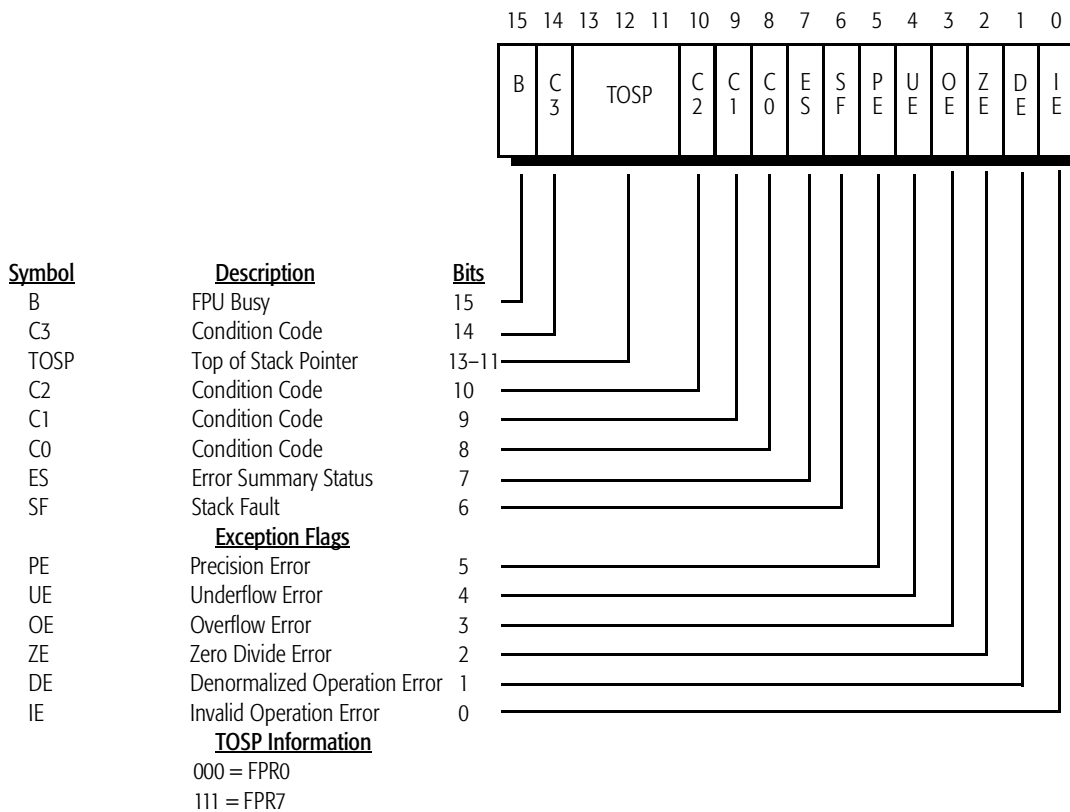 15 14 13 12 11 10 9 8 7 6 5 4 3 2 1 0
B C3 TOSP C2 C1 C0 ES SF PE UE OE ZE DE IE
Symbol Description Bits
B FPU Busy 15
C3 Condition Code 14
TOSP Top of Stack Pointer 13–11
C2 Condition Code 10
C1 Condition Code 9
C0 Condition Code 8
ES Error Summary Status 7
SF Stack Fault 6
Exception Flags
PE Precision Error 5
UE Underflow Error 4
OE Overflow Error 3
ZE Zero Divide Error 2
DE Denormalized Operation Error 1
IE Invalid Operation Error 0
TOSP Information
000 = FPR0
111 = FPR7